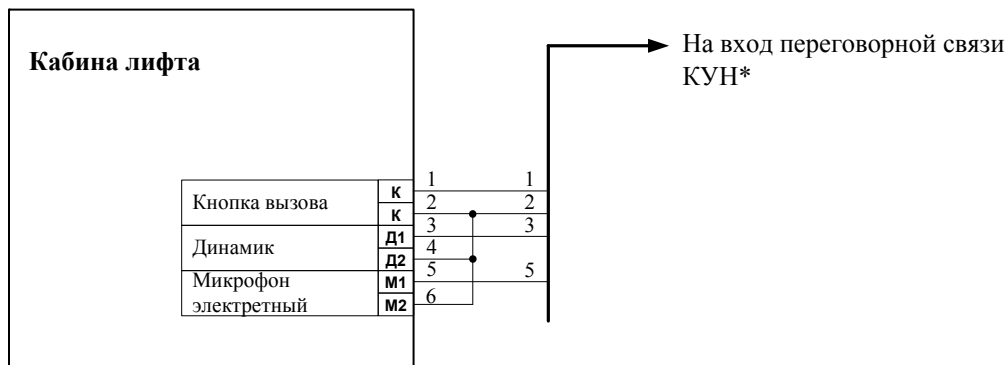 Кабина лифта
На вход переговорной связи
КУН*
Кнопка вызова
К 1 1
К 2 2
Динамик
Д1 3 3
Д2 4
Микрофон
электретный
М1 5 5
М2 6